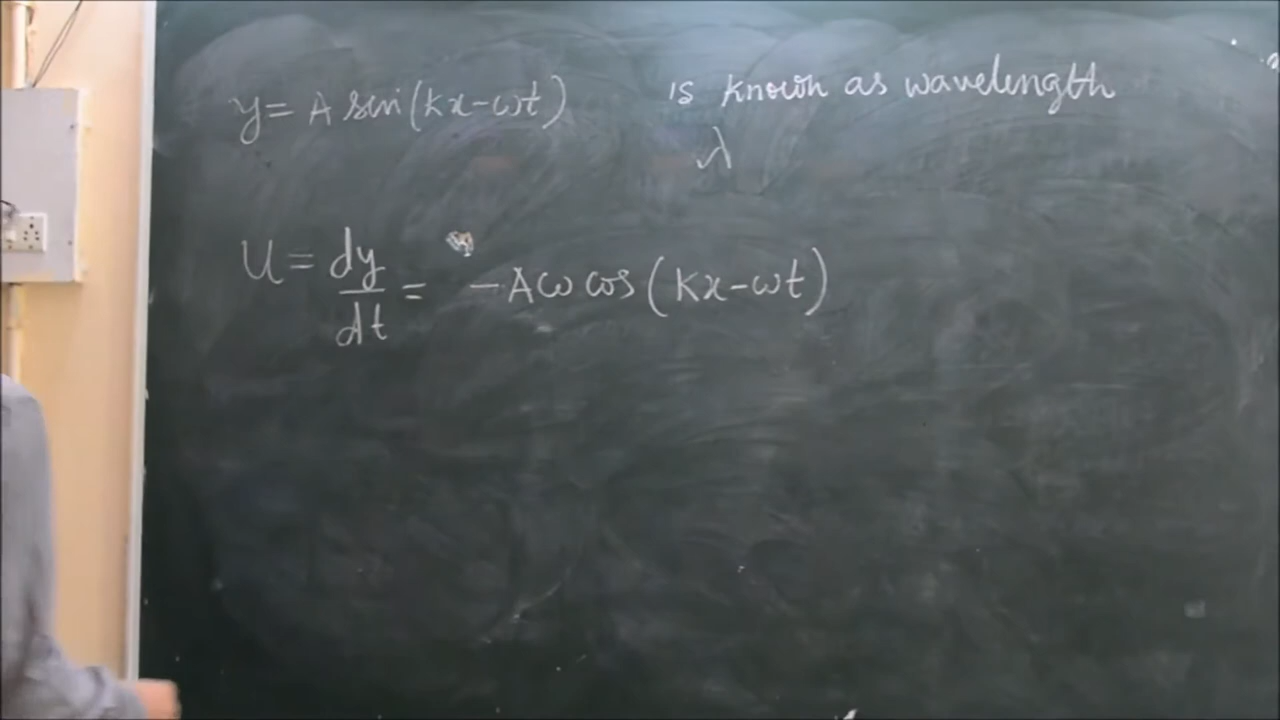 y = A sin(kx-ωt)
is known as wavelength
λ
U = dy/dt = -Aω cos(kx-ωt)